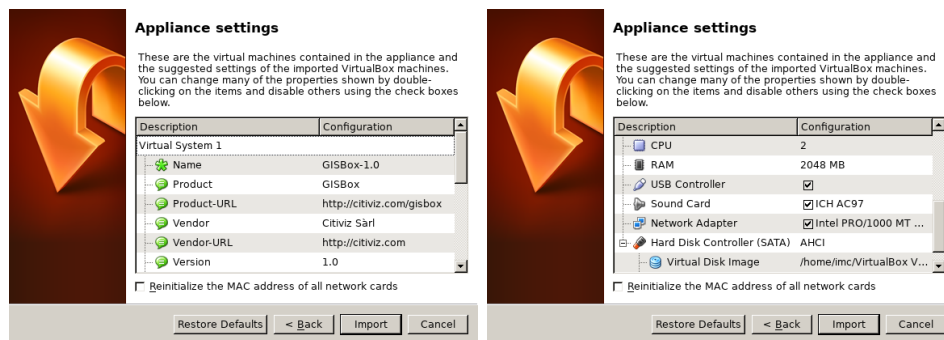 Appliance settings
These are the virtual machines contained in the appliance and
the suggested settings of the imported VirtualBox machines.
You can change many of the properties shown by double-
clicking on the items and disable others using the check boxes
below.
Description Configuration
Virtual System 1
Name GISBox-1.0
Product GISBox
Product-URL http://citiviz.com/gisbox
Vendor Citiviz Sàrl
Vendor-URL http://citiviz.com
Version 1.0
Reinitialize the MAC address of all network cards
Restore Defaults < Back Import Cancel
Appliance settings
These are the virtual machines contained in the appliance and
the suggested settings of the imported VirtualBox machines.
You can change many of the properties shown by double-
clicking on the items and disable others using the check boxes
below.
Description Configuration
CPU 2
RAM 2048 MB
USB Controller
Sound Card ICH AC97
Network Adapter Intel PRO/1000 MT ...
Hard Disk Controller (SATA) AHCI
Virtual Disk Image /home/imc/VirtualBox V...
Reinitialize the MAC address of all network cards
Restore Defaults < Back Import Cancel